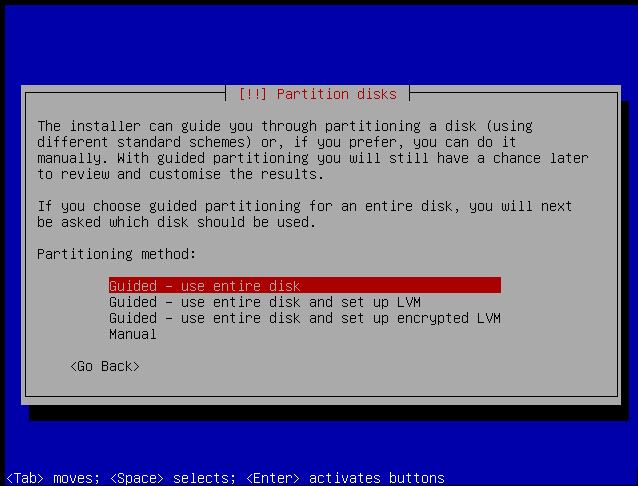 [!!] Partition disks
The installer can guide you through partitioning a disk (using
different standard schemes) or, if you prefer, you can do it
manually. With guided partitioning you will still have a chance later
to review and customise the results.
If you choose guided partitioning for an entire disk, you will next
be asked which disk should be used.
Partitioning method:
Guided - use entire disk
Guided - use entire disk and set up LVM
Guided - use entire disk and set up encrypted LVM
Manual
<Go Back>
<Tab> moves; <Space> selects; <Enter> activates buttons